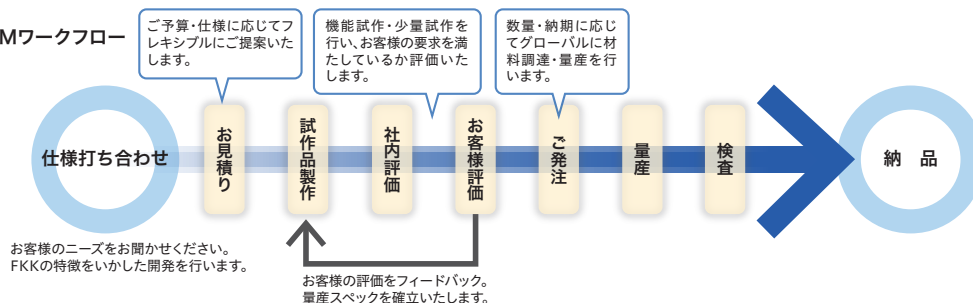 Mワークフロー
ご予算・仕様に応じてフ
レキシブルにご提案いた
します。
機能試作・少量試作を
行い、お客様の要求を満
たしているか評価いた
します。
数量・納期に応じ
てグローバルに材
料調達・量産を行
います。
仕様打ち合わせ
お見積り
試作品製作
社内評価
お客様評価
ご発注
量産
検査
納 品
お客様のニーズをお聞かせください。
FKKの特徴をいかした開発を行います。
お客様の評価をフィードバック。
量産スペックを確立いたします。